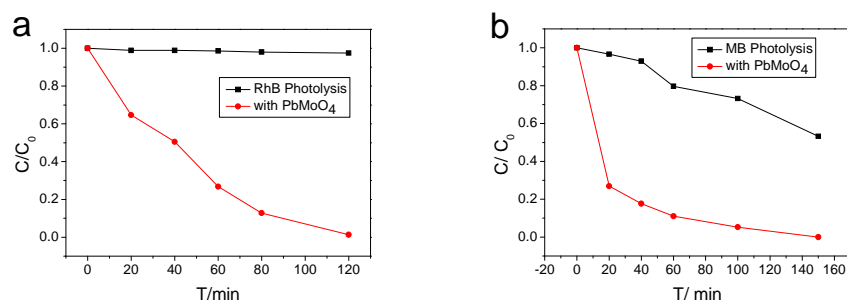 a
1.0
0.8
0.6
0.4
0.2
0.0
C/C0
RhB Photolysis
with PbMoO4
0 20 40 60 80 100 120
T/min
b
1.0
0.8
0.6
0.4
0.2
0.0
C/ C0
MB Photolysis
with PbMoO4
-20 0 20 40 60 80 100 120 140 160
T/ min